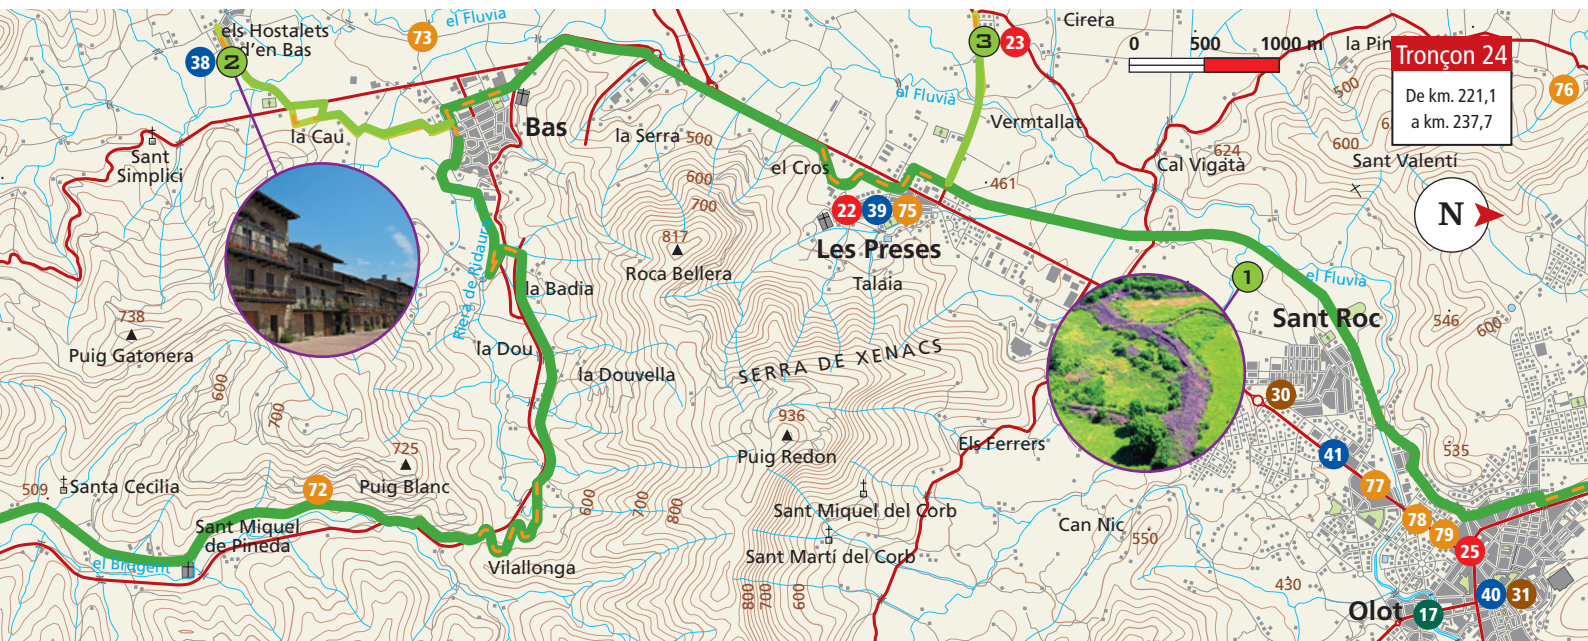 els Hostalets
d'en Bas
38
2
73
el Fluvià
3
23
Cirera
0 500 1000 m
la Pin
Tronçon 24
De km. 221,1
a km. 237,7
76
500
600
Sant
Simplici
la Cau
Bas
la Serra
500
600
700
el Cros
el Fluvià
Vermtallat
461
624
Cal Vigatà
Sant Valentí
N
22
39
75
Les Preses
Talaia
817
Roca Bellera
Riera de Ridaura
la Badia
la Dou
la Douvella
738
Puig Gatonera
600
700
SERRA DE XENACS
1
el Fluvià
Sant Roc
546
600
936
Puig Redon
Els Ferrers
30
41
77
78
79
25
535
725
Puig Blanc
509
Santa Cecilia
72
Sant Miquel
de Pineda
el Brugent
Vilallonga
600
700
800
Sant Miquel del Corb
Sant Martí del Corb
800
700
600
Can Nic
550
430
Olot
17
40
31